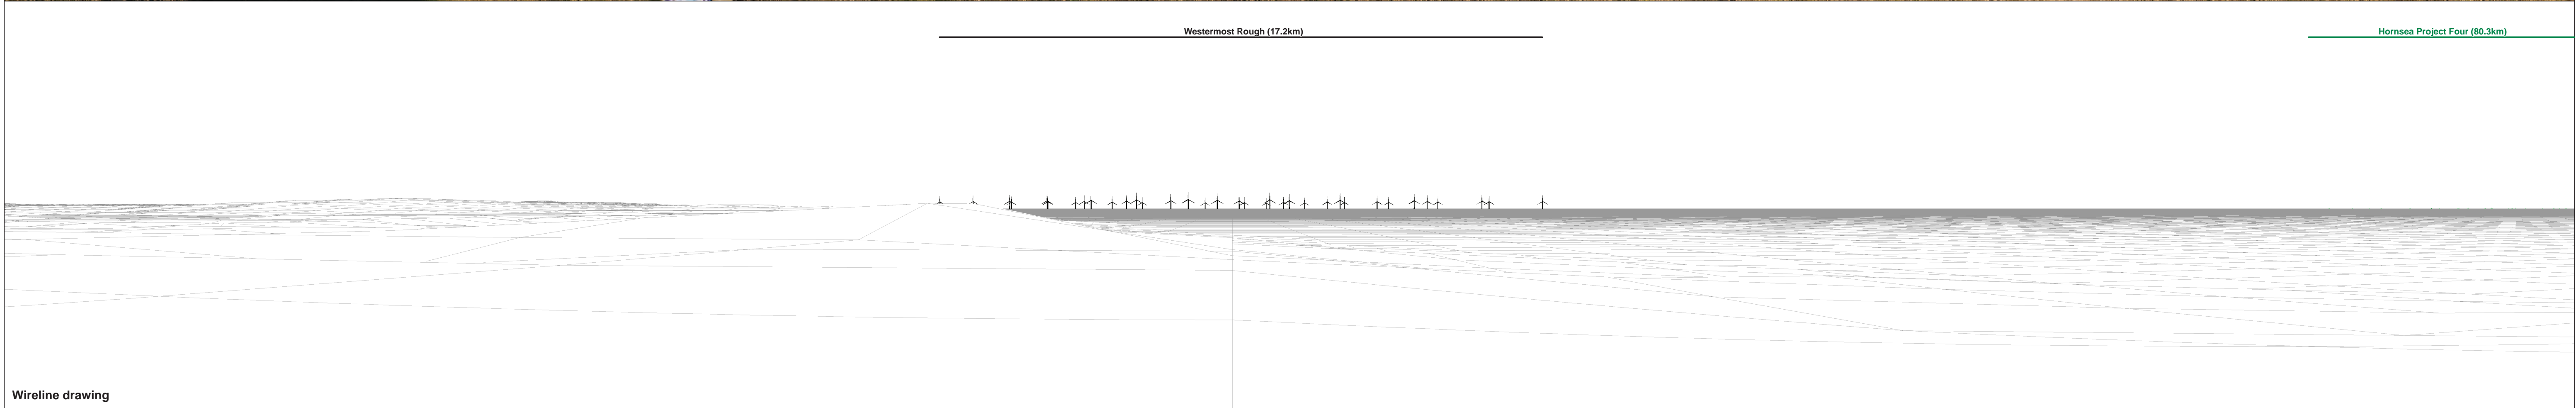 Westermost Rough (17.2km)
Hornsea Project Four (80.3km)
Wireline drawing